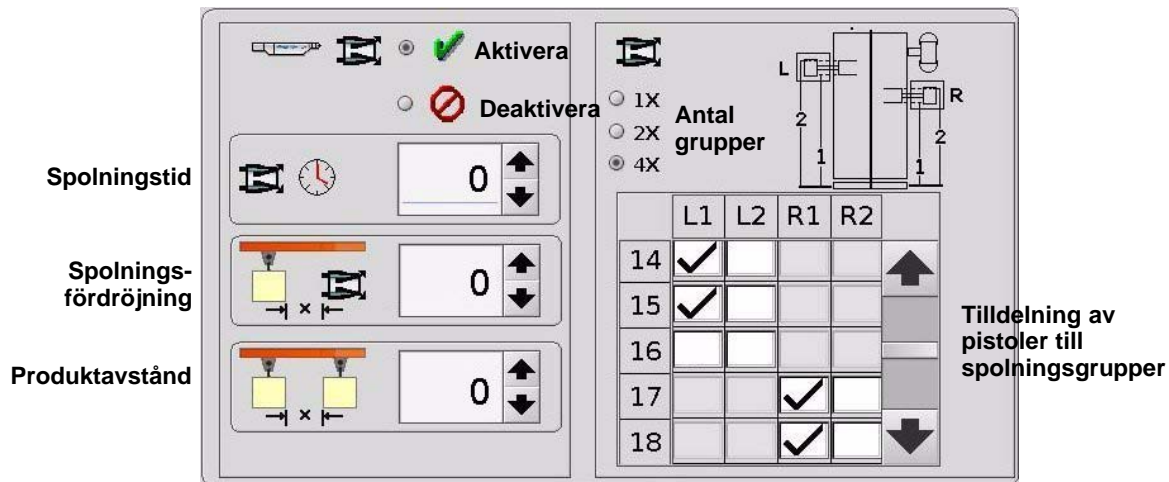 Aktivera
Deaktivera
Spolningstid
0
Spolnings-
fördröjning
x
0
Produktavstånd
x
0
1X
2X
4X
Antal
grupper
L
R
2
1
1
2
L1 L2 R1 R2
14
15
16
17
18
Tilldelning av
pistoler till
spolningsgrupper